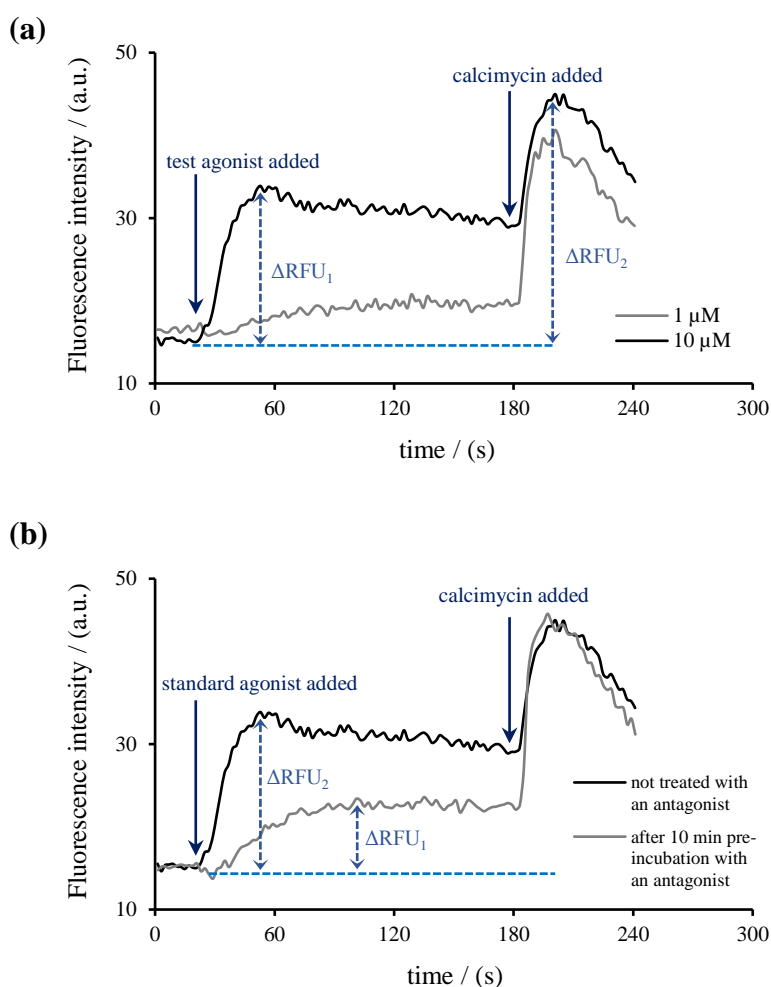 (a)
50
calcimycin added
test agonist added
30
ΔRFU₁
ΔRFU₂
1 µM
10 µM
10
Fluorescence intensity / (a.u.)
0
60
120
180
240
300
time / (s)
(b)
50
calcimycin added
standard agonist added
30
ΔRFU₂
ΔRFU₁
not treated with
an antagonist
after 10 min pre-
incubation with
an antagonist
10
Fluorescence intensity / (a.u.)
0
60
120
180
240
300
time / (s)